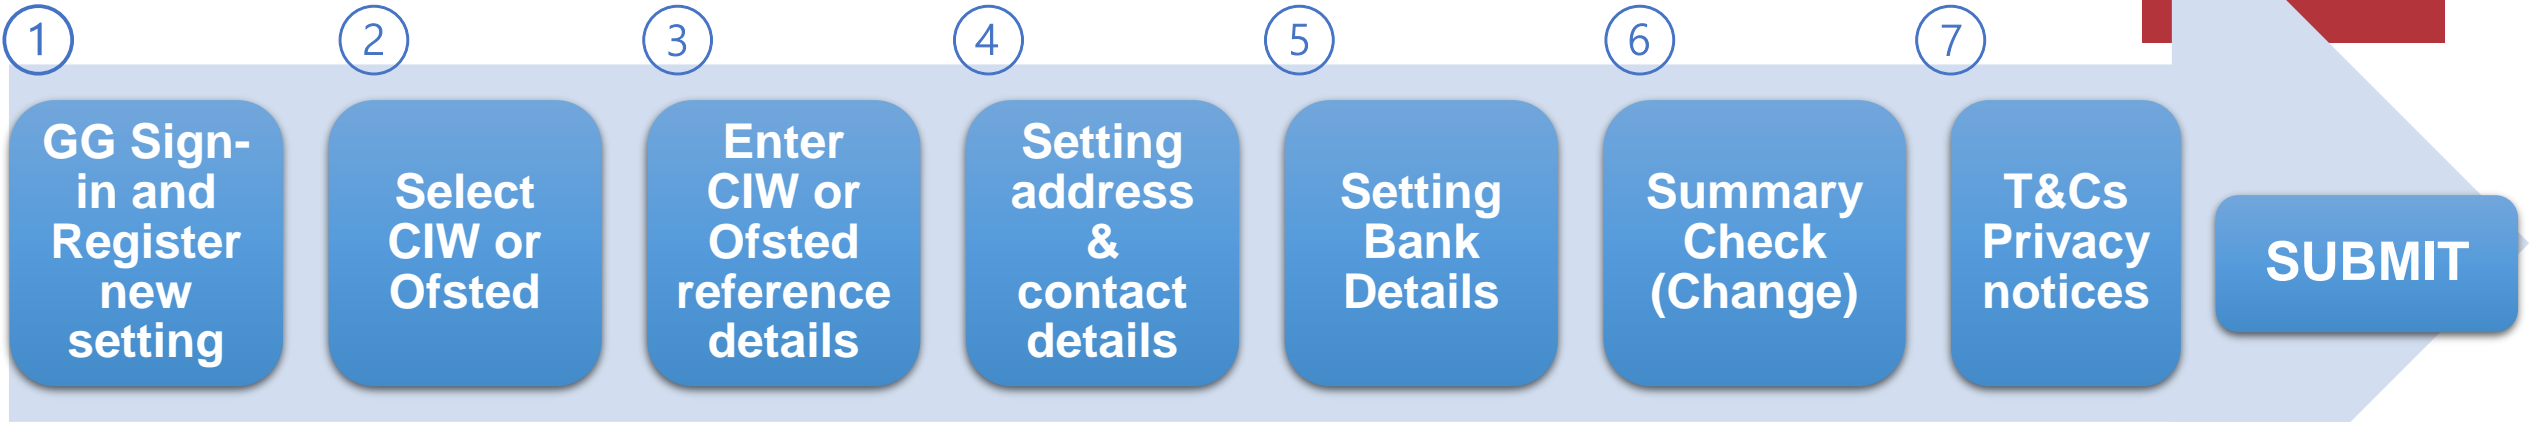 1
GG Sign-
in and
Register
new
setting
2
Select
CIW or
Ofsted
3
Enter
CIW or
Ofsted
reference
details
4
Setting
address
&
contact
details
5
Setting
Bank
Details
6
Summary
Check
(Change)
7
T&Cs
Privacy
notices
SUBMIT